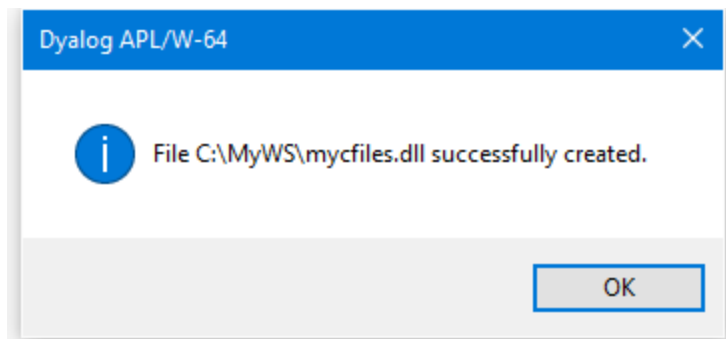 Dyalog APL/W-64
File C:\MyWS\mycfiles.dll successfully created.
OK